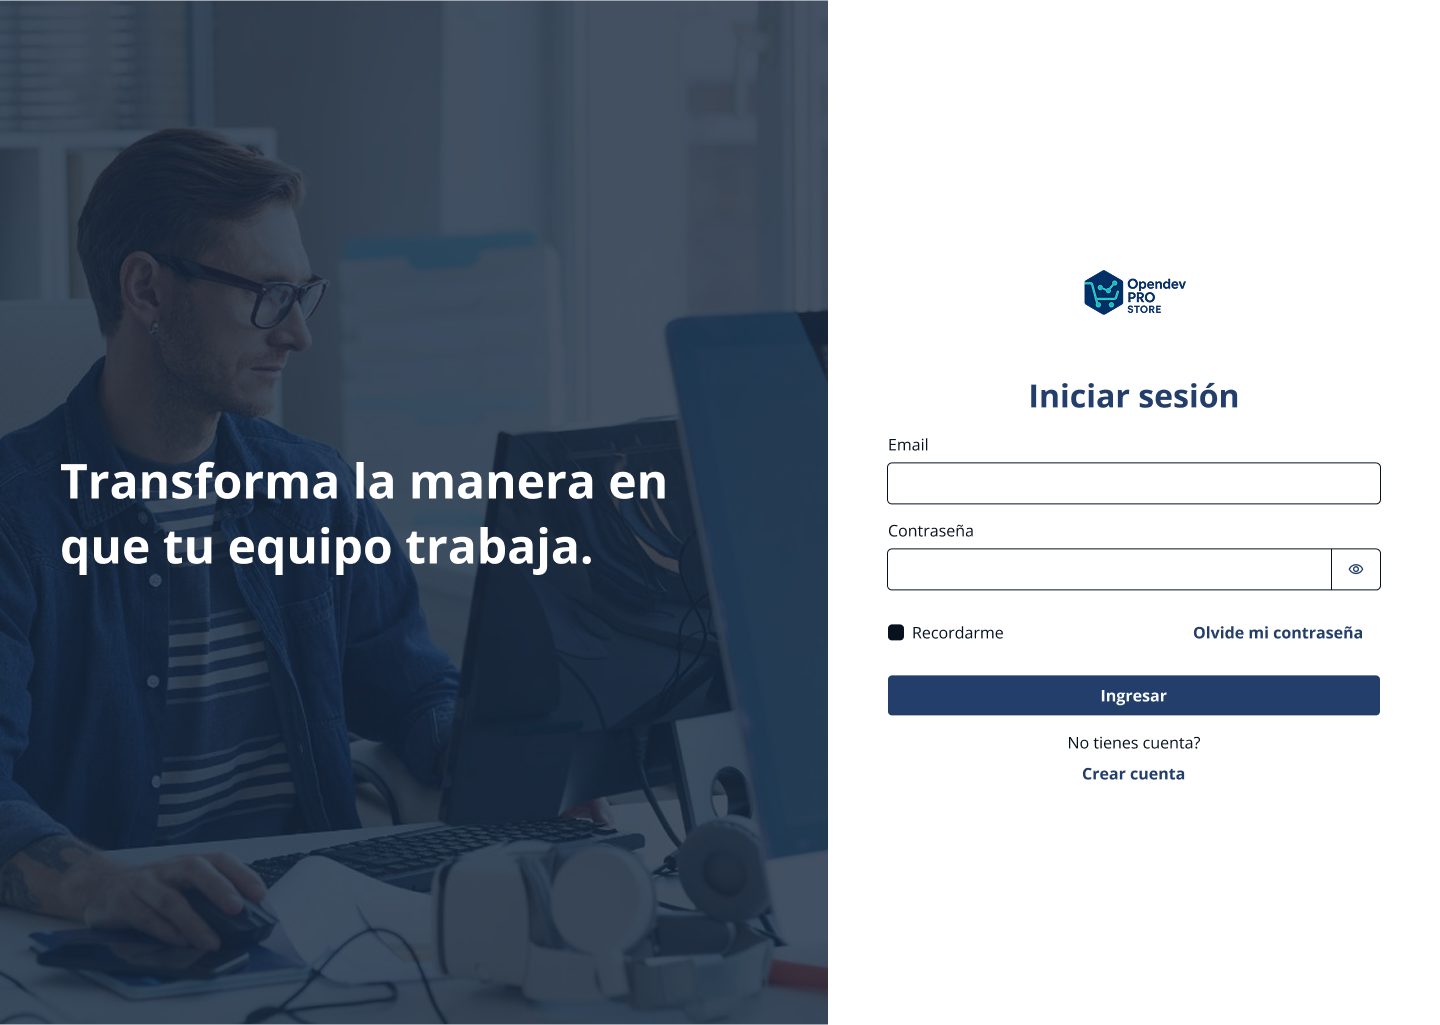 Transforma la manera en
que tu equipo trabaja.
Opendev
PRO
STORE
Iniciar sesión
Email
Contraseña
Recordarme
Olvide mi contraseña
Ingresar
No tienes cuenta?
Crear cuenta